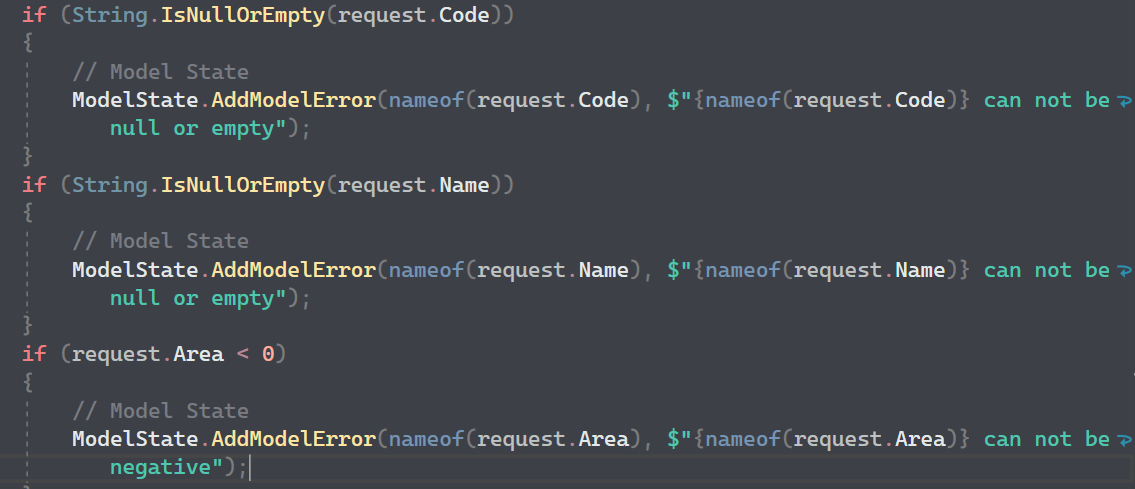 if (String.IsNullOrEmpty(request.Code))
{
// Model State
ModelState.AddModelError(nameof(request.Code), $"{nameof(request.Code)} can not be
null or empty");
}
if (String.IsNullOrEmpty(request.Name))
{
// Model State
ModelState.AddModelError(nameof(request.Name), $"{nameof(request.Name)} can not be
null or empty");
}
if (request.Area < 0)
{
// Model State
ModelState.AddModelError(nameof(request.Area), $"{nameof(request.Area)} can not be
negative");